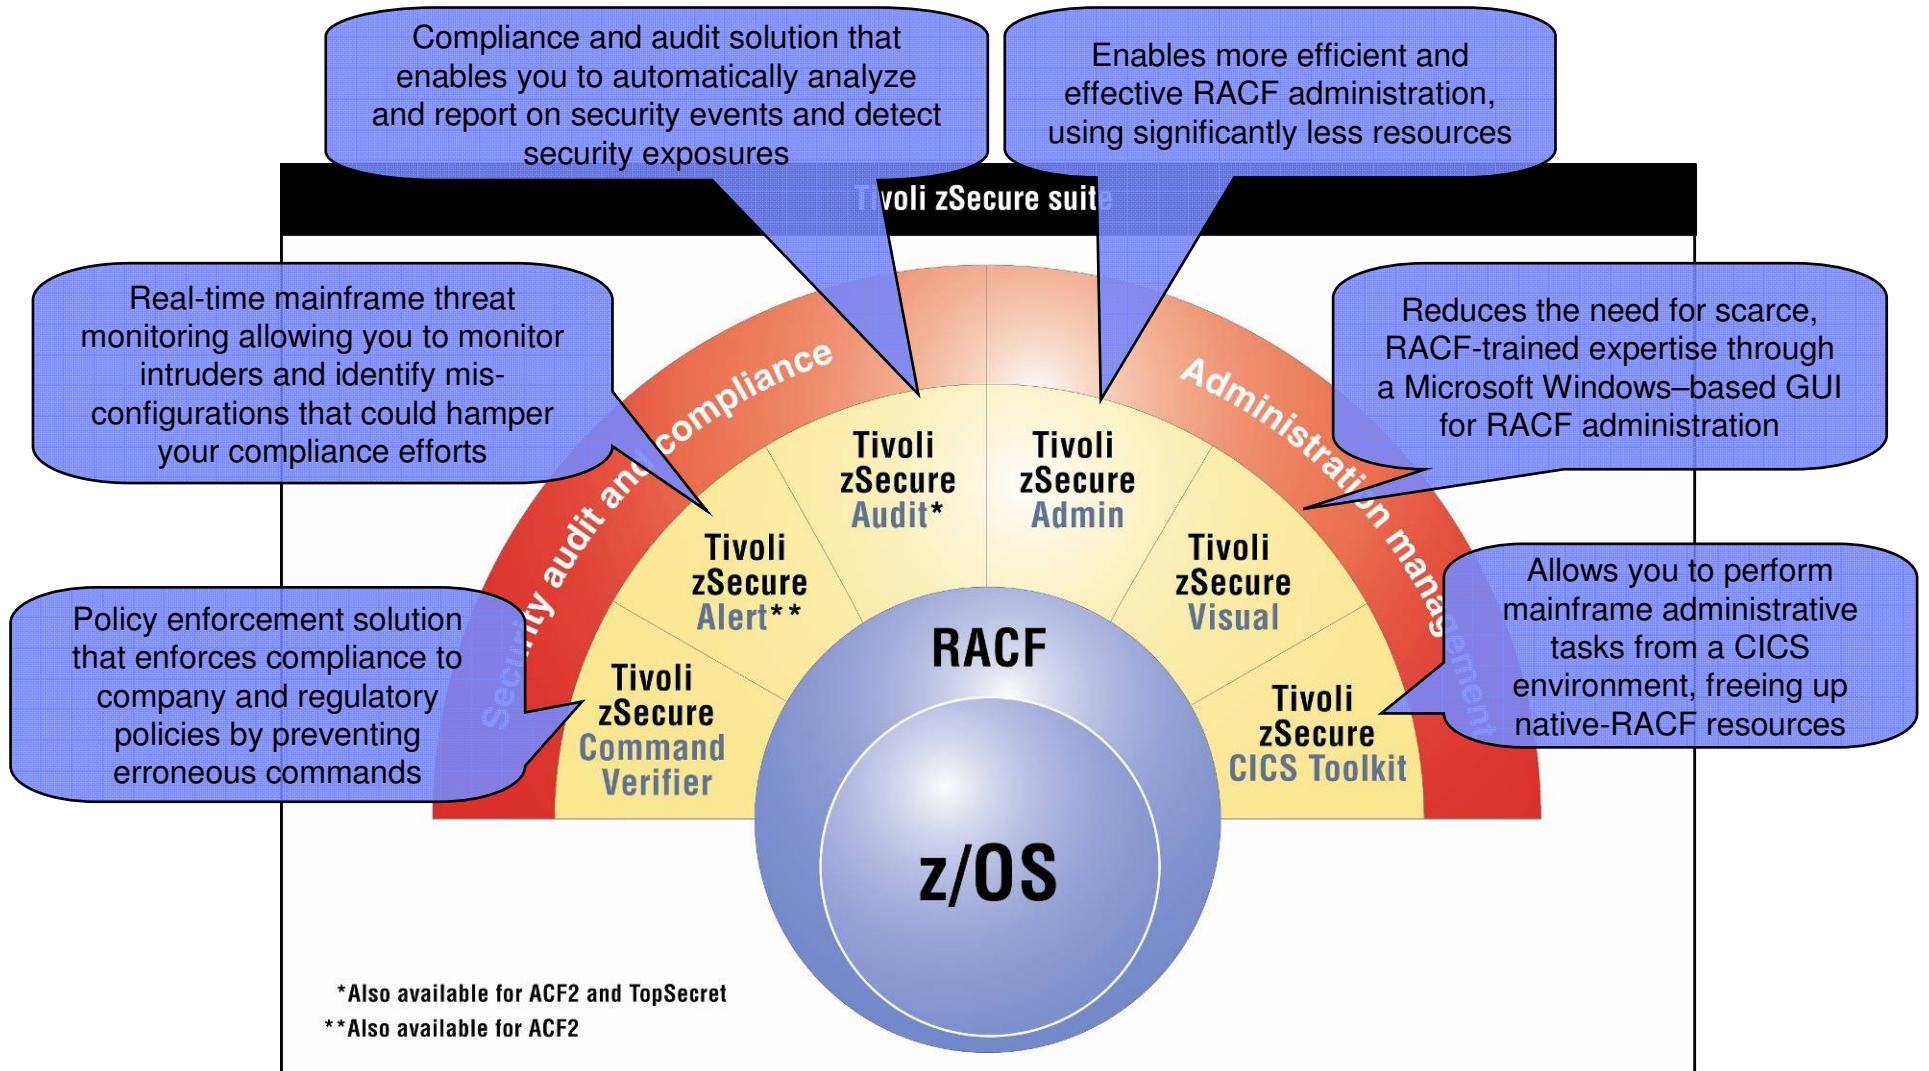 Compliance and audit solution that
enables you to automatically analyze
and report on security events and detect
security exposures
Enables more efficient and
effective RACF administration,
using significantly less resources
Tivoli zSecure suite
Real-time mainframe threat
monitoring allowing you to monitor
intruders and identify mis-
configurations that could hamper
your compliance efforts
Reduces the need for scarce,
RACF-trained expertise through
a Microsoft Windows–based GUI
for RACF administration
Policy enforcement solution
that enforces compliance to
company and regulatory
policies by preventing
erroneous commands
Allows you to perform
mainframe administrative
tasks from a CICS
environment, freeing up
native-RACF resources
Security audit and compliance
Administration management
Tivoli
zSecure
Command
Verifier
Tivoli
zSecure
Alert**
Tivoli
zSecure
Audit*
Tivoli
zSecure
Admin
Tivoli
zSecure
Visual
Tivoli
zSecure
CICS Toolkit
RACF
z/OS
*Also available for ACF2 and TopSecret
**Also available for ACF2